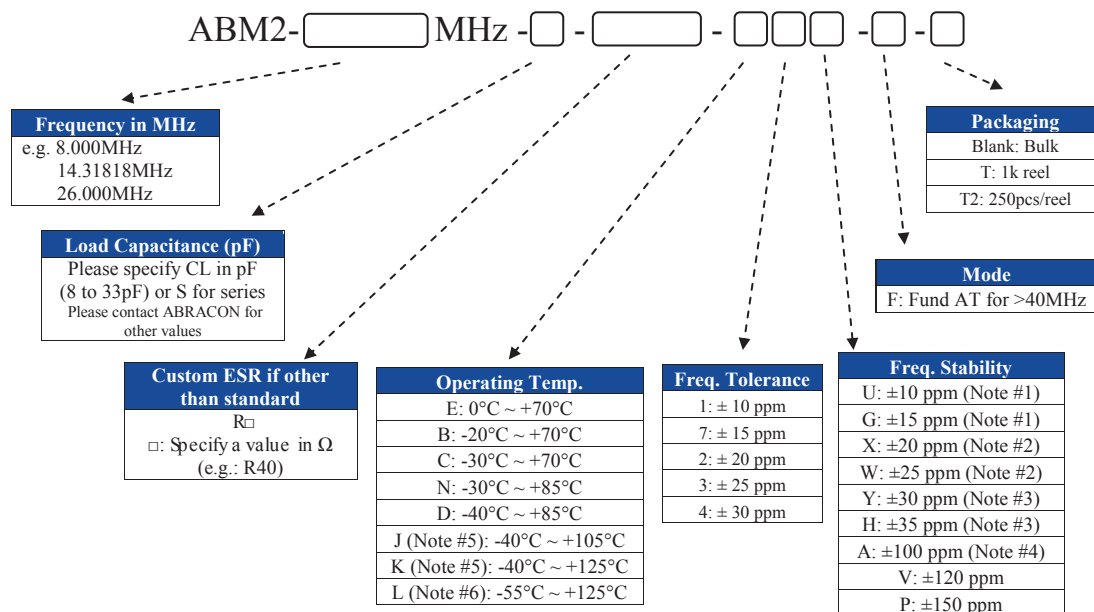 ABM2- MHz - - - - -
Frequency in MHz
e.g. 8.000MHz
14.31818MHz
26.000MHz
Load Capacitance (pF)
Please specify CL in pF
(8 to 33pF) or S for series
Please contact ABRACON for
other values
Custom ESR if other
than standard
R□
□: Specify a value in Ω
(e.g.: R40)
Operating Temp.
E: 0°C ~ +70°C
B: -20°C ~ +70°C
C: -30°C ~ +70°C
N: -30°C ~ +85°C
D: -40°C ~ +85°C
J (Note #5): -40°C ~ +105°C
K (Note #5): -40°C ~ +125°C
L (Note #6): -55°C ~ +125°C
Freq. Tolerance
1: ± 10 ppm
7: ± 15 ppm
2: ± 20 ppm
3: ± 25 ppm
4: ± 30 ppm
Freq. Stability
U: ±10 ppm (Note #1)
G: ±15 ppm (Note #1)
X: ±20 ppm (Note #2)
W: ±25 ppm (Note #2)
Y: ±30 ppm (Note #3)
H: ±35 ppm (Note #3)
A: ±100 ppm (Note #4)
V: ±120 ppm
P: ±150 ppm
Mode
F: Fund AT for >40MHz
Packaging
Blank: Bulk
T: 1k reel
T2: 250pcs/reel